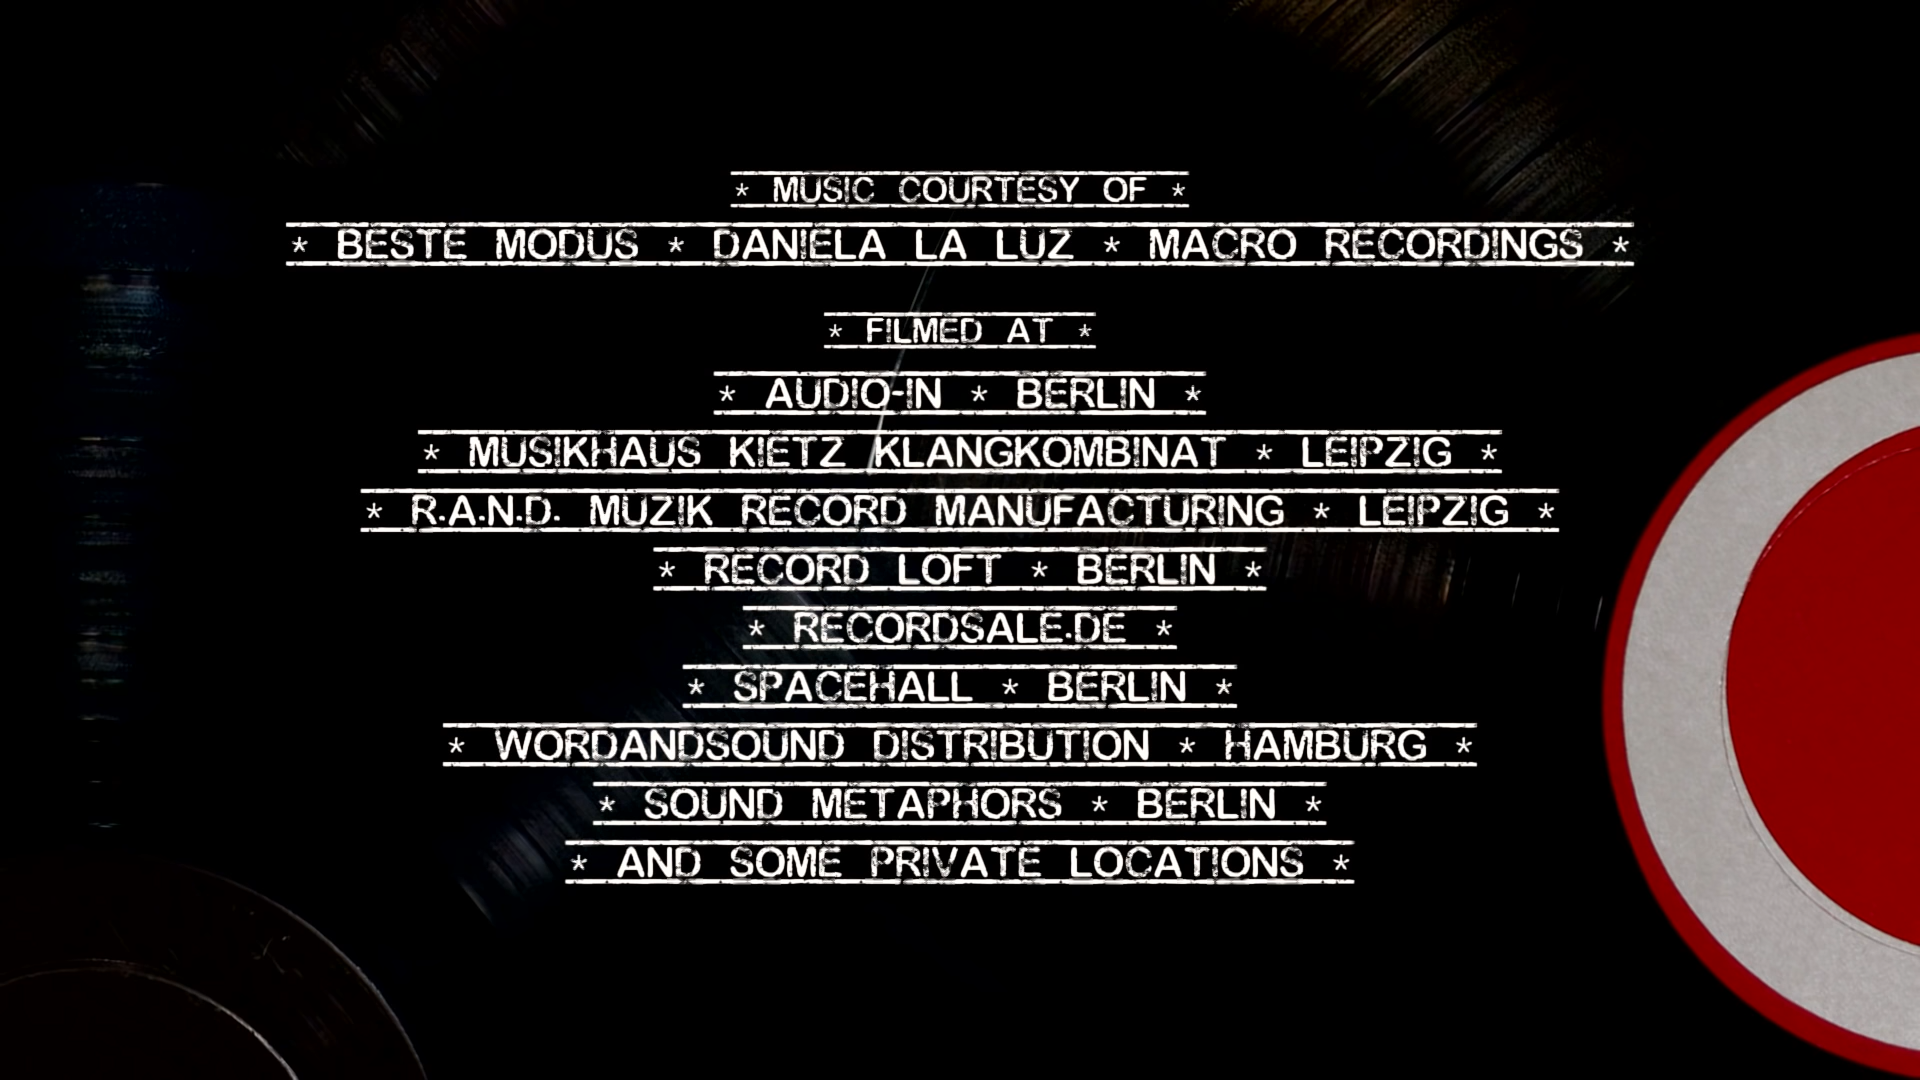 * MUSIC COURTESY OF *
* BESTE MODUS * DANIELA LA LUZ * MACRO RECORDINGS *
* FILMED AT *
* AUDIO-IN * BERLIN *
* MUSIKHAUS KIETZ KLANGKOMBINAT * LEIPZIG *
* R.A.N.D. MUZIK RECORD MANUFACTURING * LEIPZIG *
* RECORD LOFT * BERLIN *
* RECORDSALE.DE *
* SPACEHALL * BERLIN *
* WORDANDSOUND DISTRIBUTION * HAMBURG *
* SOUND METAPHORS * BERLIN *
* AND SOME PRIVATE LOCATIONS *